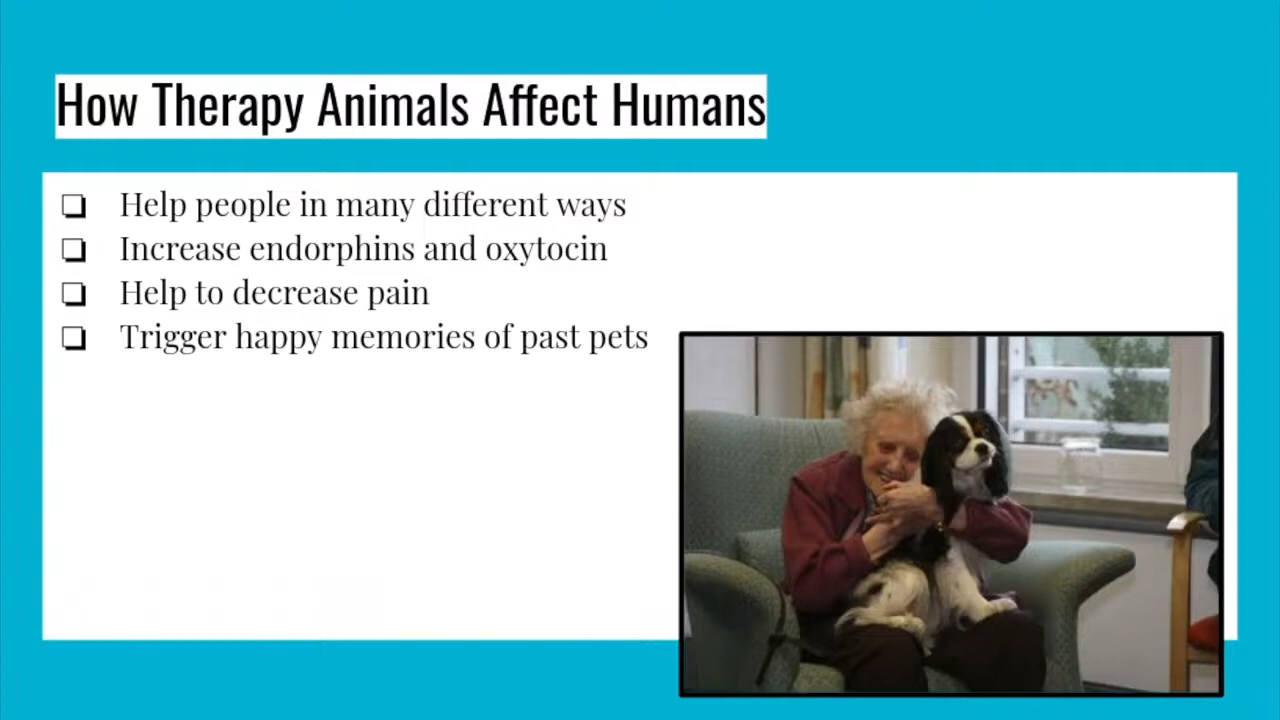 How Therapy Animals Affect Humans
Help people in many different ways
Increase endorphins and oxytocin
Help to decrease pain
Trigger happy memories of past pets